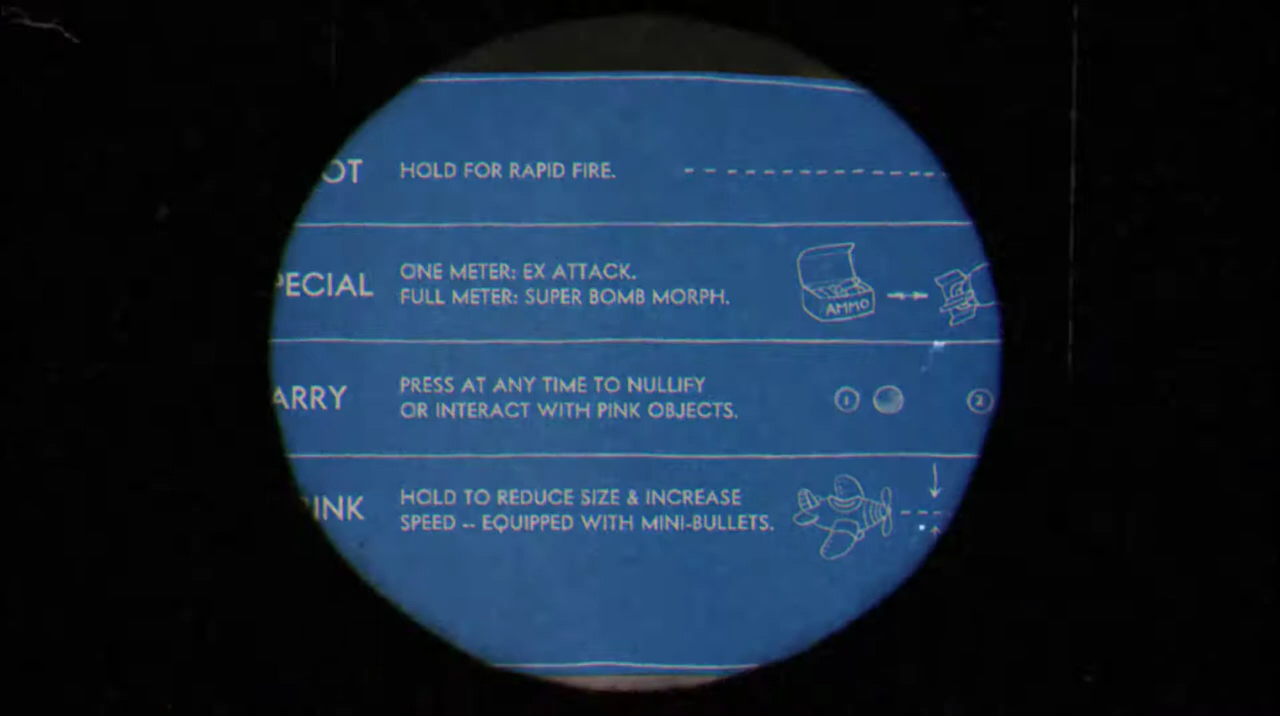 OT HOLD FOR RAPID FIRE.
PECIAL ONE METER: EX ATTACK.
FULL METER: SUPER BOMB MORPH.
AMMO
ARRY PRESS AT ANY TIME TO NULLIFY
OR INTERACT WITH PINK OBJECTS.
1 2
INK HOLD TO REDUCE SIZE & INCREASE
SPEED -- EQUIPPED WITH MINI-BULLETS.